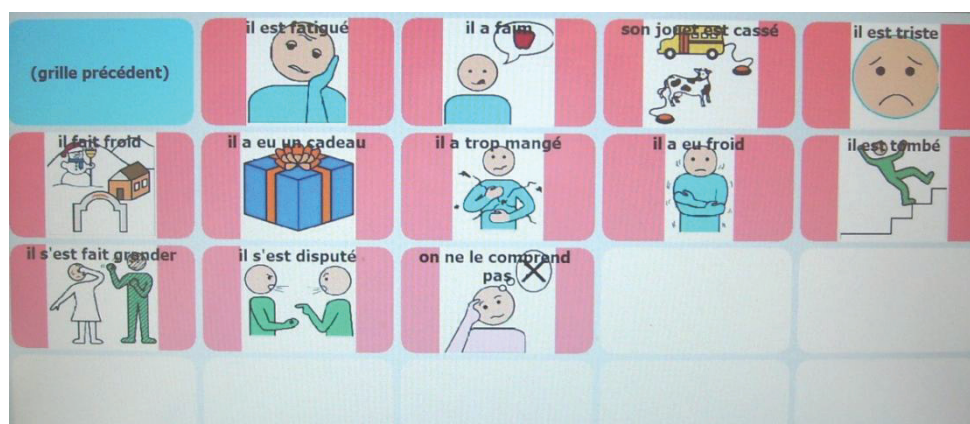 (grille précédent)
il est fatigué
il a faim
son jouet est cassé
il est triste
il fait froid
il a eu un cadeau
il a trop mangé
il a eu froid
il est tombé
il s'est fait gronder
il s'est disputé
on ne le comprend
pas